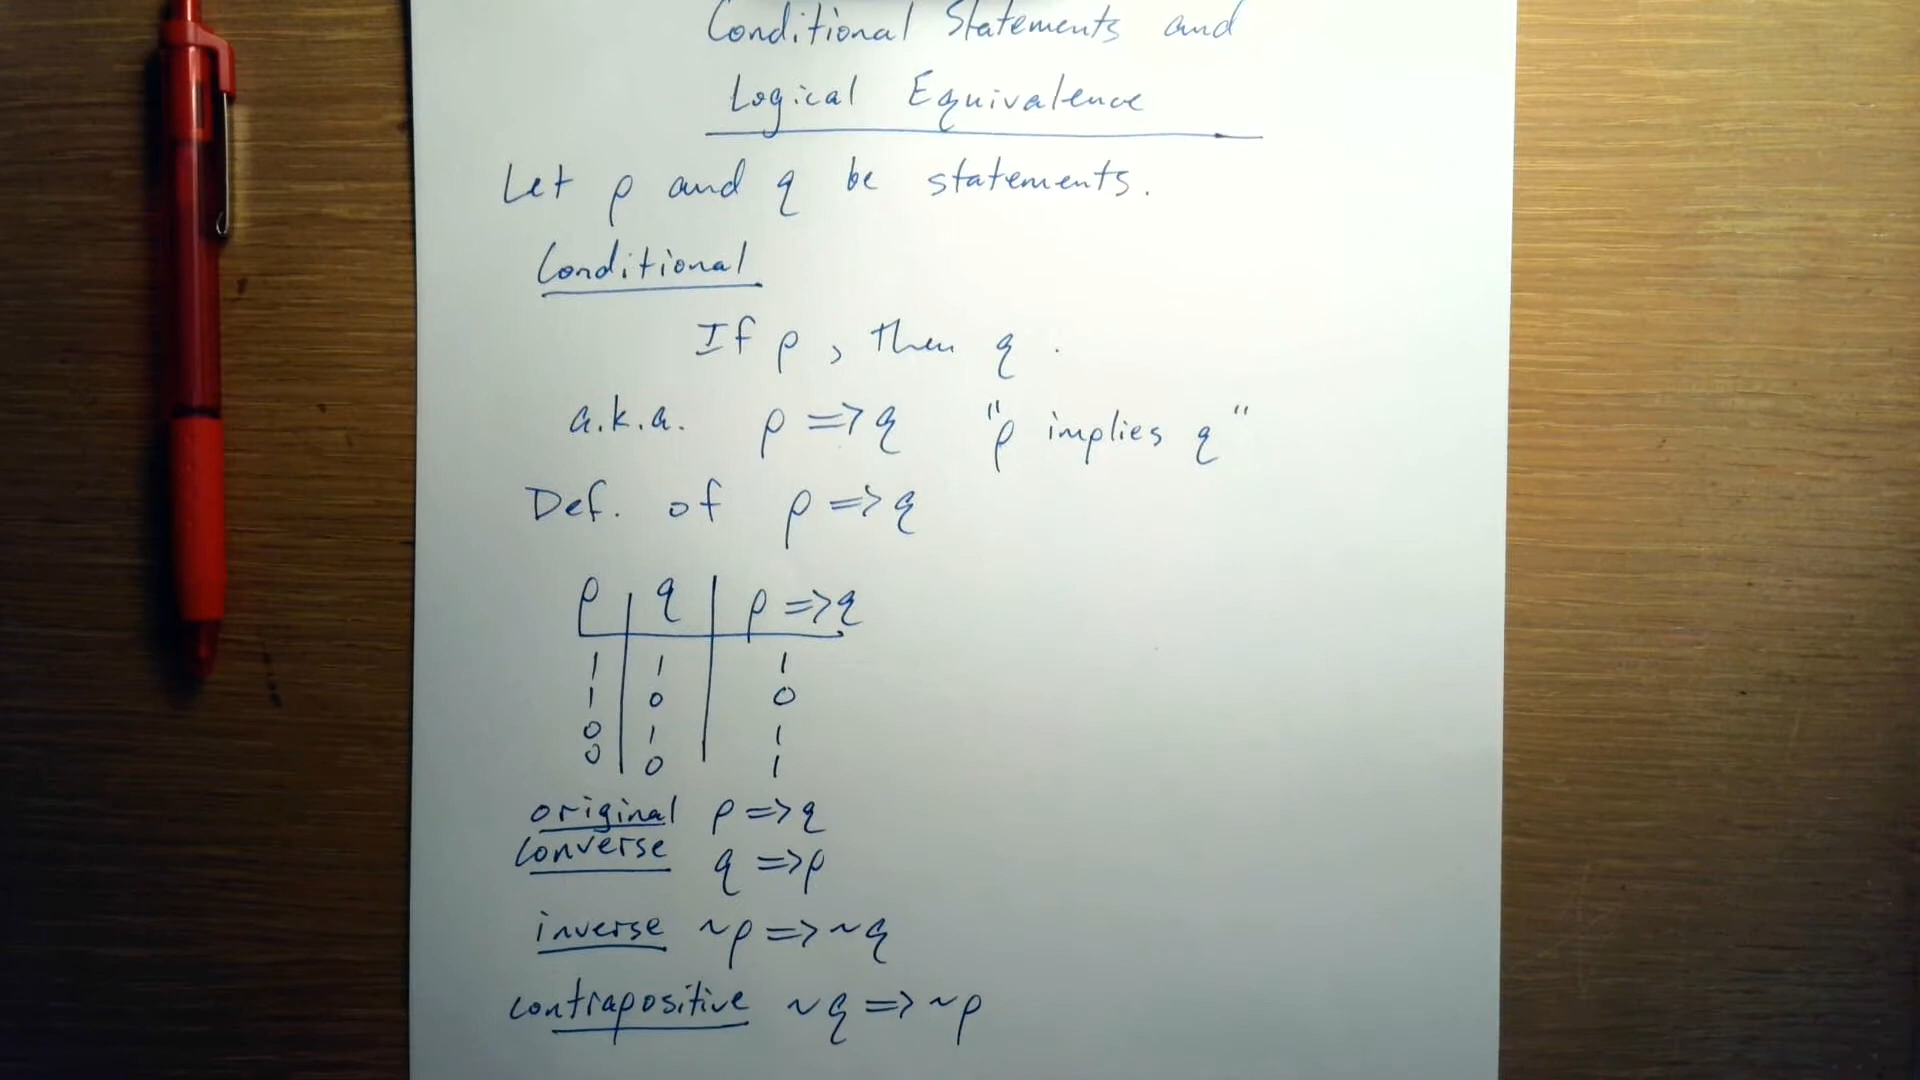 Conditional Statements and
Logical Equivalence
Let p and q be statements.
Conditional
If p, then q.
a.k.a. p => q "p implies q"
Def. of p => q
p q p => q
1 1 1
1 0 0
0 1 1
0 0 1
original p => q
converse q => p
inverse ~p => ~q
contrapositive ~q => ~p